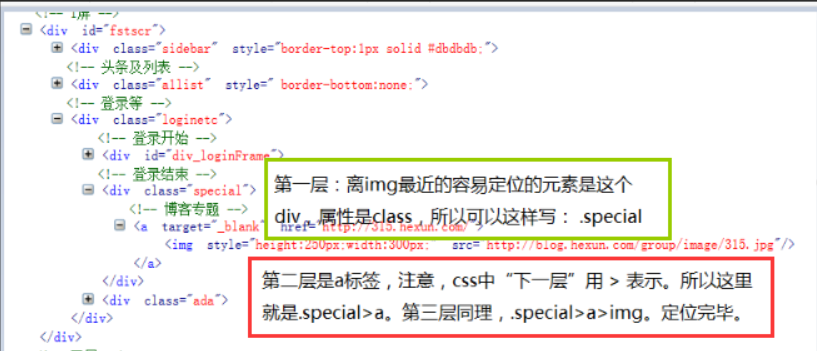 <!-- 1屏 -->
<div id="fstscr">
<div class="sidebar" style="border-top:1px solid #dbdbdb;">
<!-- 头条及列表 -->
<div class="allist" style=" border-bottom:none;">
<!-- 登录等 -->
<div class="loginetc">
<!-- 登录开始 -->
<div id="div_loginFrame">
<!-- 登录结束 -->
<div class="special">
第一层：离img最近的容易定位的元素是这个
div，属性是class，所以可以这样写： .special
<!-- 博客专题 -->
<a target="_blank" href="http://315.hexun.com/">
<img style="height:250px;width:300px; src=" http://blog.hexun.com/group/image/315.jpg"/>
</a>
</div>
第二层是a标签，注意，css中“下一层”用 > 表示。所以这里
就是.special>a。第三层同理，.special>a>img。定位完毕。
<div class="ada">
</div>
</div>